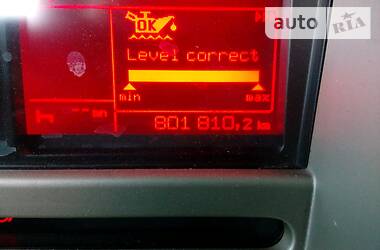 auto RIA
OK
Level correct
min max
801 810,2 km